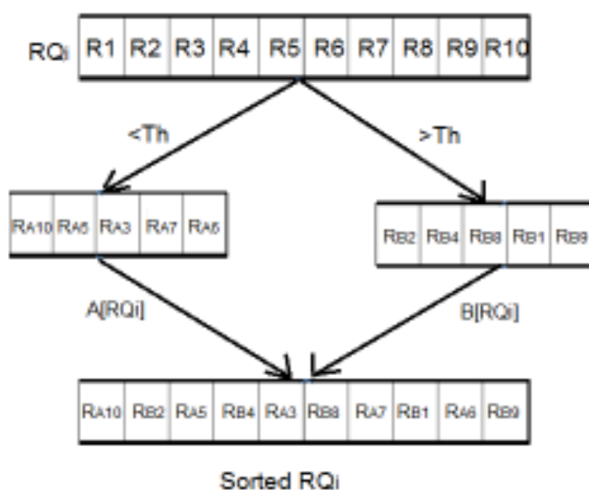 RQi R1 R2 R3 R4 R5 R6 R7 R8 R9 R10
<Th >Th
RA10 RA5 RA3 RA7 RA6
RB2 RB4 RB8 RB1 RB9
A[RQi] B[RQi]
RA10 RB2 RA5 RB4 RA3 RB8 RA7 RB1 RA6 RB9
Sorted RQi